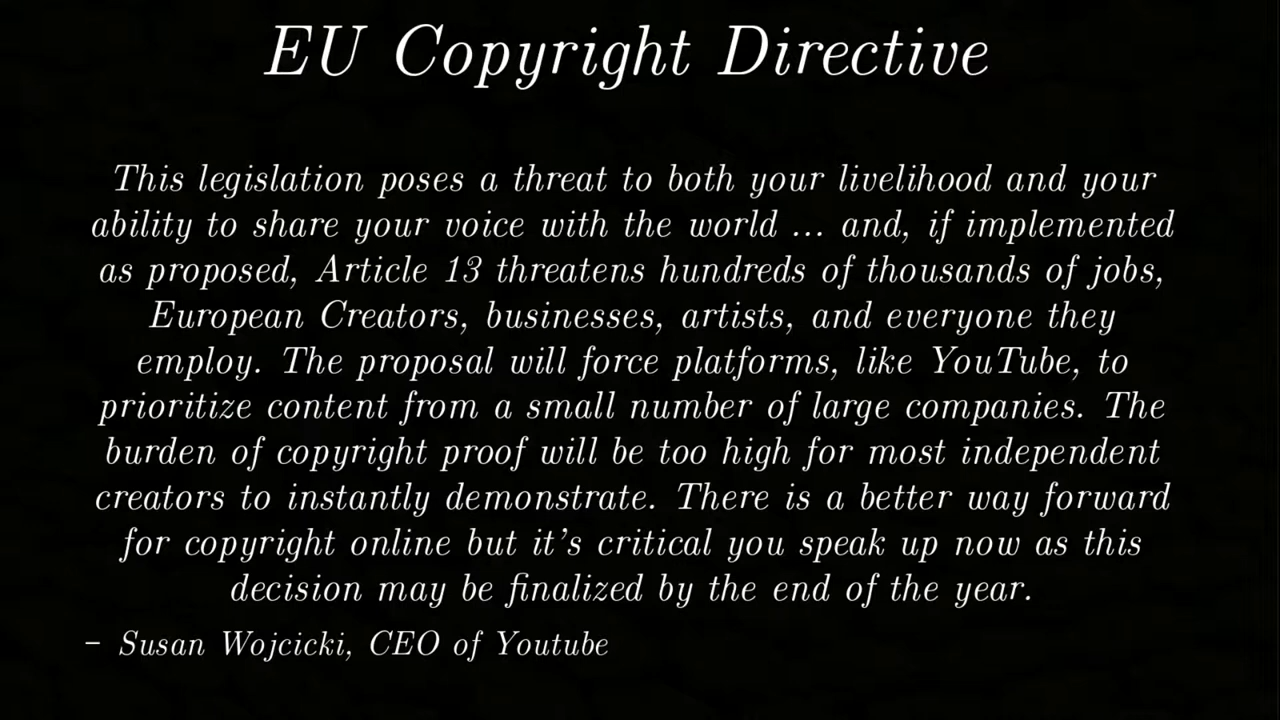 EU Copyright Directive
This legislation poses a threat to both your livelihood and your
ability to share your voice with the world ... and, if implemented
as proposed, Article 13 threatens hundreds of thousands of jobs,
European Creators, businesses, artists, and everyone they
employ. The proposal will force platforms, like YouTube, to
prioritize content from a small number of large companies. The
burden of copyright proof will be too high for most independent
creators to instantly demonstrate. There is a better way forward
for copyright online but it's critical you speak up now as this
decision may be finalized by the end of the year.
– Susan Wojcicki, CEO of Youtube